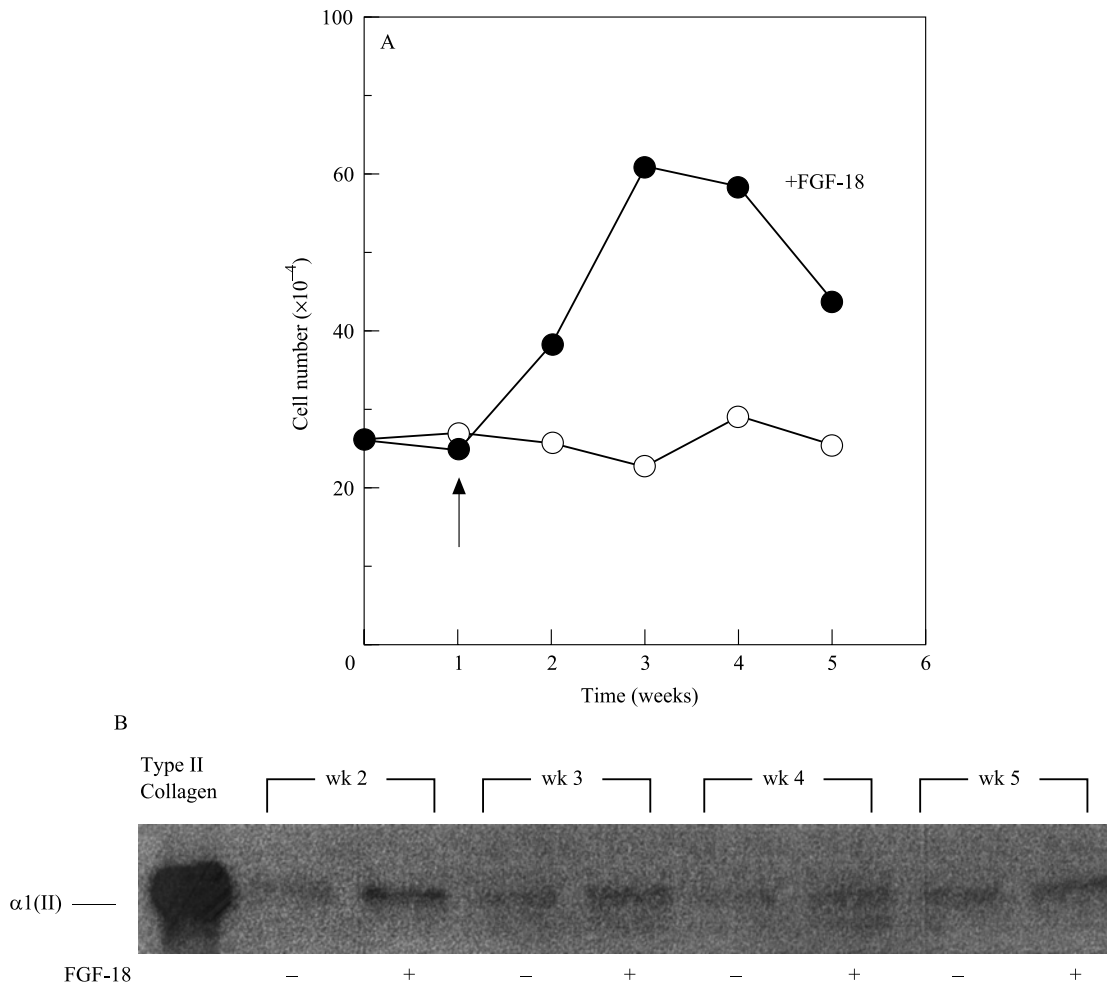 100
A
60
+FGF-18
40
20
Cell number (×10⁻⁴)
0 1 2 3 4 5 6
Time (weeks)
B
Type II
Collagen
wk 2 wk 3 wk 4 wk 5
α1(II)
FGF-18 – + – + – + – +